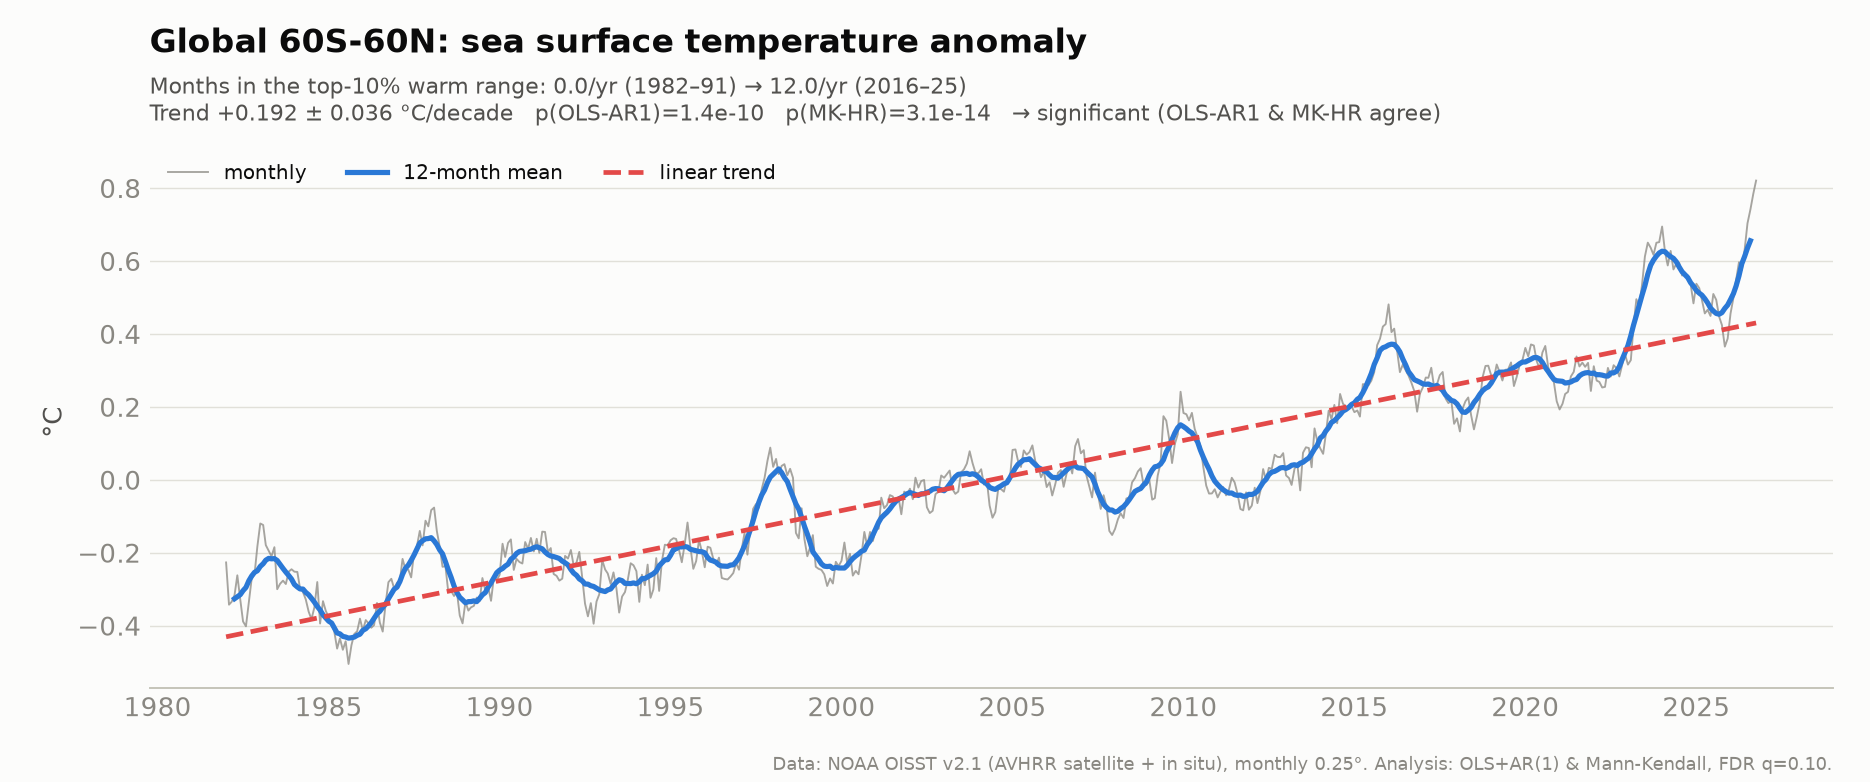 Global 60S-60N: sea surface temperature anomaly
Months in the top-10% warm range: 0.0/yr (1982–91) → 12.0/yr (2016–25)
Trend +0.192 ± 0.036 °C/decade   p(OLS-AR1)=1.4e-10   p(MK-HR)=3.1e-14   → significant (OLS-AR1 & MK-HR agree)
monthly   12-month mean   linear trend
0.8
0.6
0.4
0.2
0.0
−0.2
−0.4
°C
1980 1985 1990 1995 2000 2005 2010 2015 2020 2025
Data: NOAA OISST v2.1 (AVHRR satellite + in situ), monthly 0.25°. Analysis: OLS+AR(1) & Mann-Kendall, FDR q=0.10.